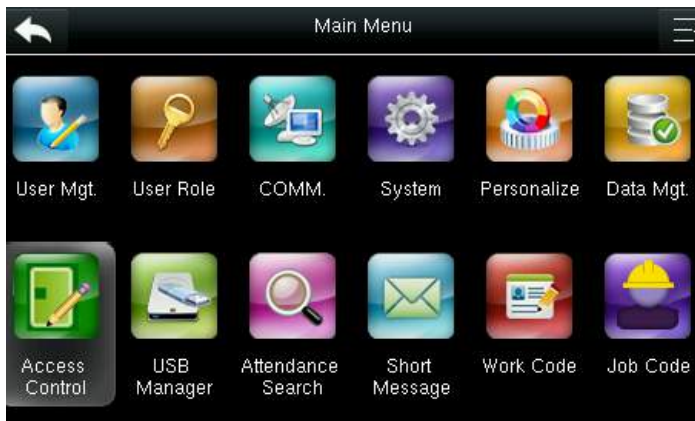 Main Menu
User Mgt.
User Role
COMM.
System
Personalize
Data Mgt.
Access
Control
USB
Manager
Attendance
Search
Short
Message
Work Code
Job Code